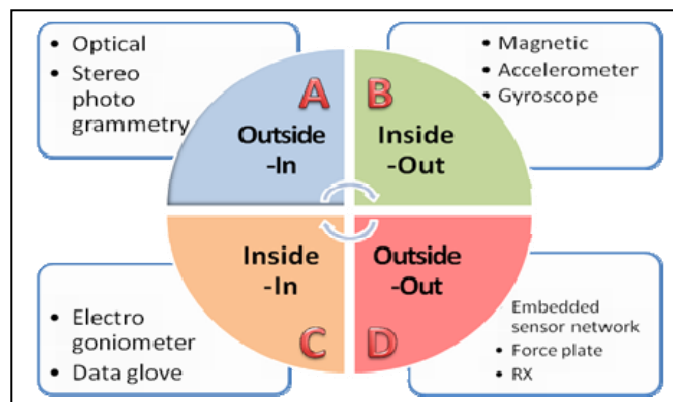 • Optical
• Stereo
photo
grammetry
A
Outside
-In
B
Inside
-Out
• Magnetic
• Accelerometer
• Gyroscope
Inside
-In
C
• Electro
goniometer
• Data glove
Outside
-Out
D
Embedded
sensor network
• Force plate
• RX